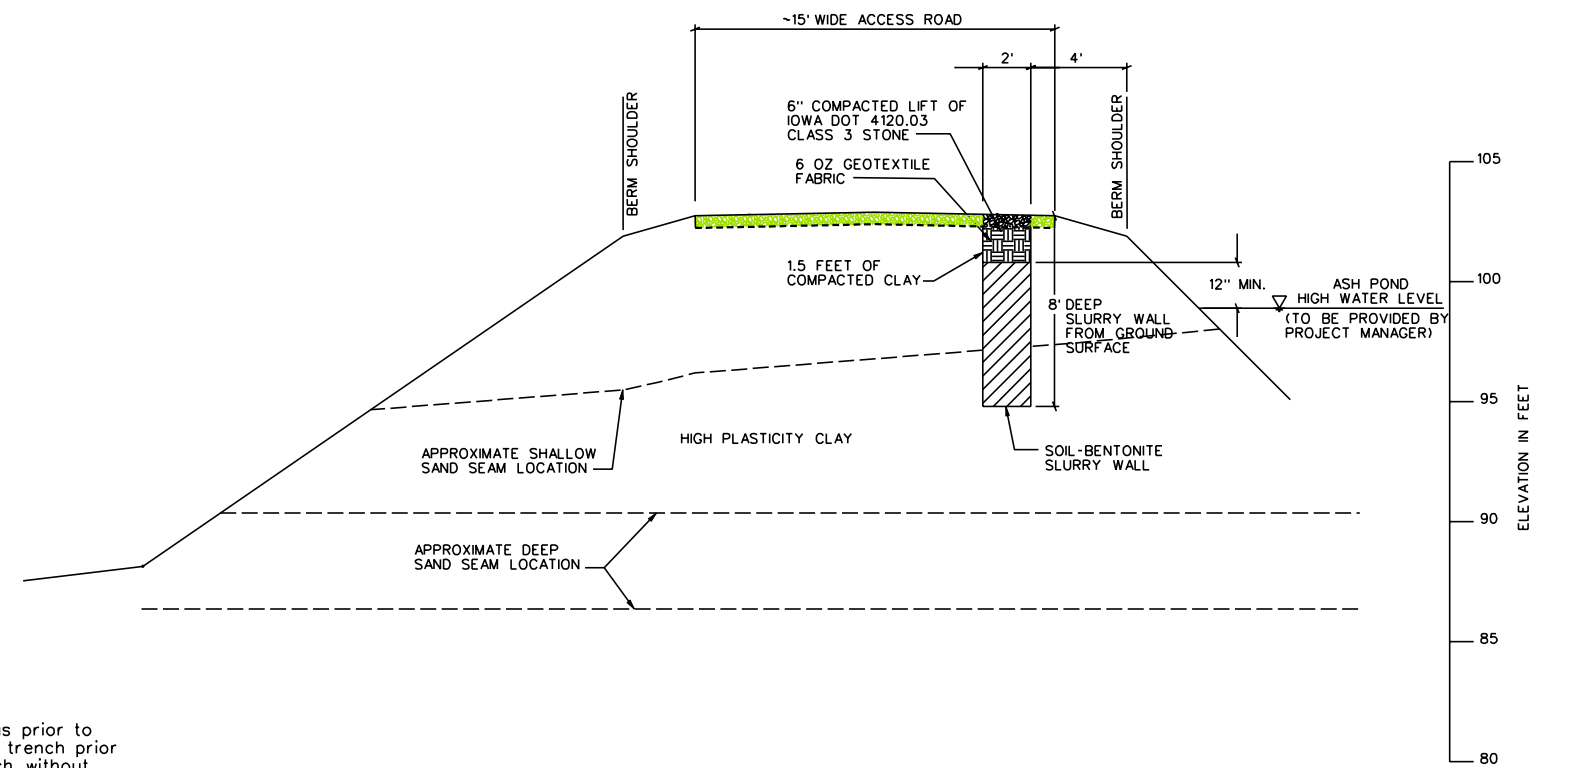 ~15' WIDE ACCESS ROAD
2'
4'
BERM SHOULDER
6" COMPACTED LIFT OF
IOWA DOT 4120.03
CLASS 3 STONE
BERM SHOULDER
6 OZ GEOTEXTILE
FABRIC
105
1.5 FEET OF
COMPACTED CLAY
100
12" MIN.
ASH POND
HIGH WATER LEVEL
(TO BE PROVIDED BY
PROJECT MANAGER)
8' DEEP
SLURRY WALL
FROM GROUND
SURFACE
95
ELEVATION IN FEET
HIGH PLASTICITY CLAY
APPROXIMATE SHALLOW
SAND SEAM LOCATION
SOIL-BENTONITE
SLURRY WALL
90
APPROXIMATE DEEP
SAND SEAM LOCATION
85
prior to
trench prior
without
80